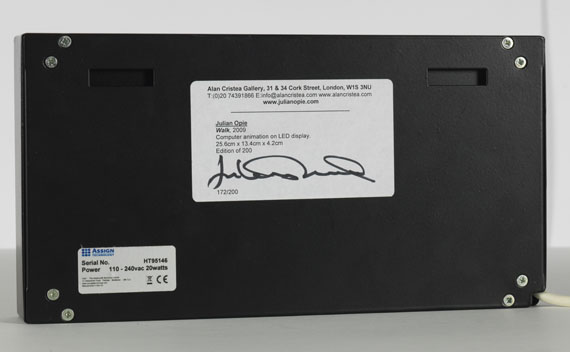 Alan Cristea Gallery, 31 & 34 Cork Street, London, W1S 3NU
T:(0)20 74391866 E:info@alancristea.com www.alancristea.com
www.julianopie.com
Julian Opie
Walk, 2009
Computer animation on LED display.
25.6cm x 13.4cm x 4.2cm
Edition of 200
172/200
ASSIGN
TECHNOLOGY
Serial No. HT95146
Power 110 - 240vac 20watts
CE